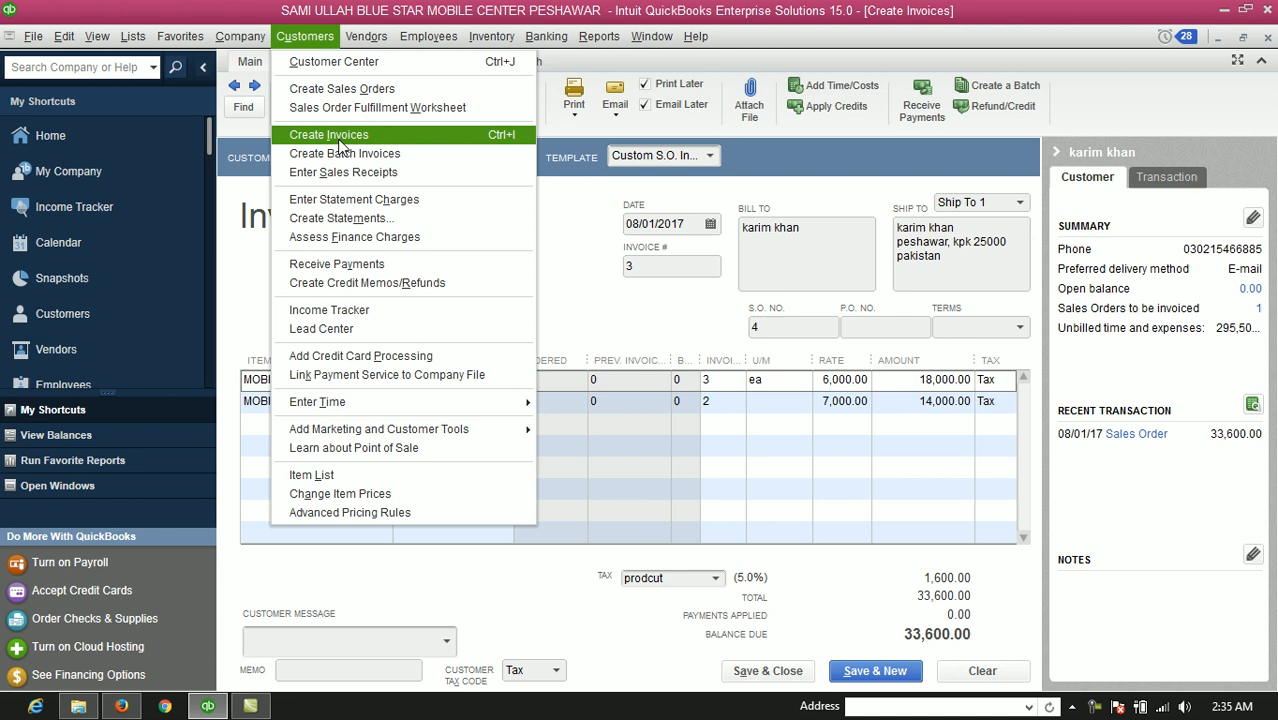 SAMI ULLAH BLUE STAR MOBILE CENTER PESHAWAR - Intuit QuickBooks Enterprise Solutions 15.0 - [Create Invoices]
File Edit View Lists Favorites Company Customers Vendors Employees Inventory Banking Reports Window Help 28
Search Company or Help
My Shortcuts
Home
My Company
Income Tracker
Calendar
Snapshots
Customers
Vendors
Employees
My Shortcuts
View Balances
Run Favorite Reports
Open Windows
Do More With QuickBooks
Turn on Payroll
Accept Credit Cards
Order Checks & Supplies
Turn on Cloud Hosting
See Financing Options
Main
Find
Customer Center Ctrl+J
Create Sales Orders
Sales Order Fulfillment Worksheet
Create Invoices Ctrl+I
Create Batch Invoices
Enter Sales Receipts
Enter Statement Charges
Create Statements...
Assess Finance Charges
Receive Payments
Create Credit Memos/Refunds
Income Tracker
Lead Center
Add Credit Card Processing
Link Payment Service to Company File
Enter Time
Add Marketing and Customer Tools
Learn about Point of Sale
Item List
Change Item Prices
Advanced Pricing Rules
Print
Email
Print Later
Email Later
Attach File
Add Time/Costs
Apply Credits
Receive Payments
Create a Batch
Refund/Credit
TEMPLATE Custom S.O. In...
DATE
08/01/2017
INVOICE #
3
BILL TO
karim khan
SHIP TO Ship To 1
karim khan
peshawar, kpk 25000
pakistan
S.O. NO. P.O. NO. TERMS
4
ITEM PREV. INVOIC... B... INVOI... U/M RATE AMOUNT TAX
0 0 3 ea 6,000.00 18,000.00 Tax
0 0 2 7,000.00 14,000.00 Tax
TAX prodcut (5.0%) 1,600.00
TOTAL 33,600.00
PAYMENTS APPLIED 0.00
BALANCE DUE 33,600.00
CUSTOMER MESSAGE
MEMO
CUSTOMER TAX CODE Tax
Save & Close Save & New Clear
karim khan
Customer Transaction
SUMMARY
Phone 030215466885
Preferred delivery method E-mail
Open balance 0.00
Sales Orders to be invoiced 1
Unbilled time and expenses: 295,50...
RECENT TRANSACTION
08/01/17 Sales Order 33,600.00
NOTES
Address
2:35 AM